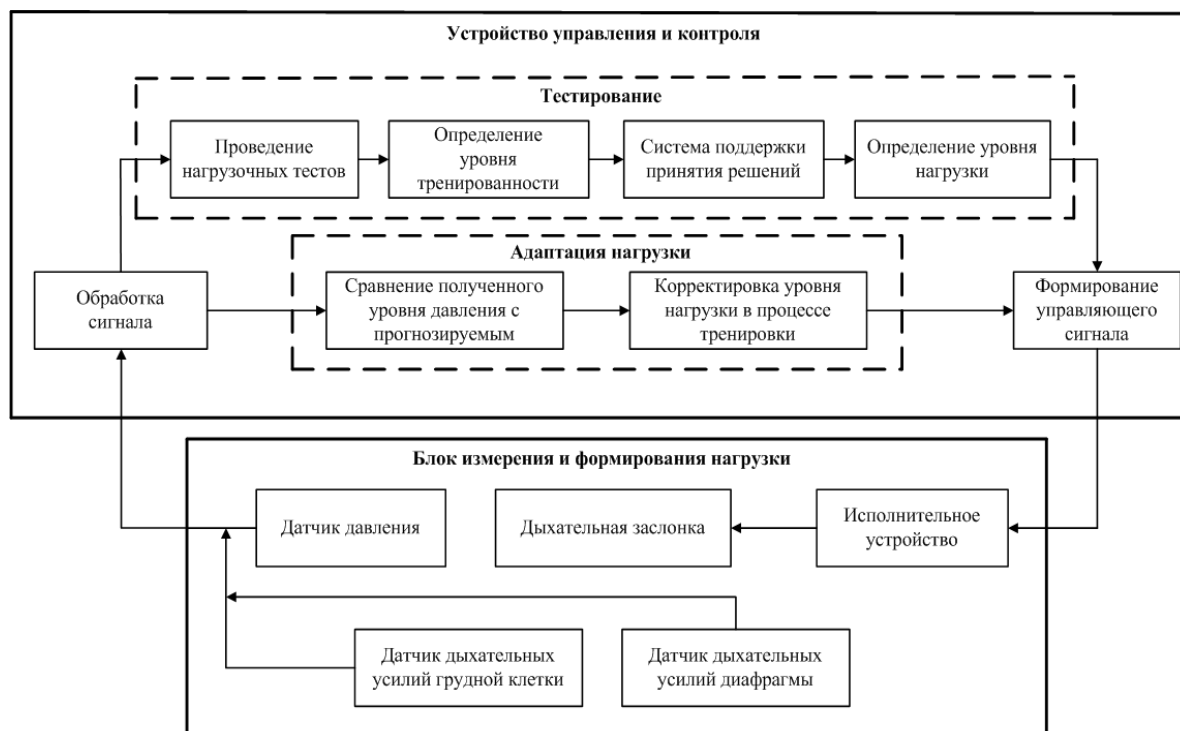 Устройство управления и контроля
Тестирование
Проведение
нагрузочных тестов
Определение
уровня
тренированности
Система поддержки
принятия решений
Определение уровня
нагрузки
Адаптация нагрузки
Обработка
сигнала
Сравнение полученного
уровня давления с
прогнозируемым
Корректировка уровня
нагрузки в процессе
тренировки
Формирование
управляющего
сигнала
Блок измерения и формирования нагрузки
Датчик давления
Дыхательная заслонка
Исполнительное
устройство
Датчик дыхательных
усилий грудной клетки
Датчик дыхательных
усилий диафрагмы